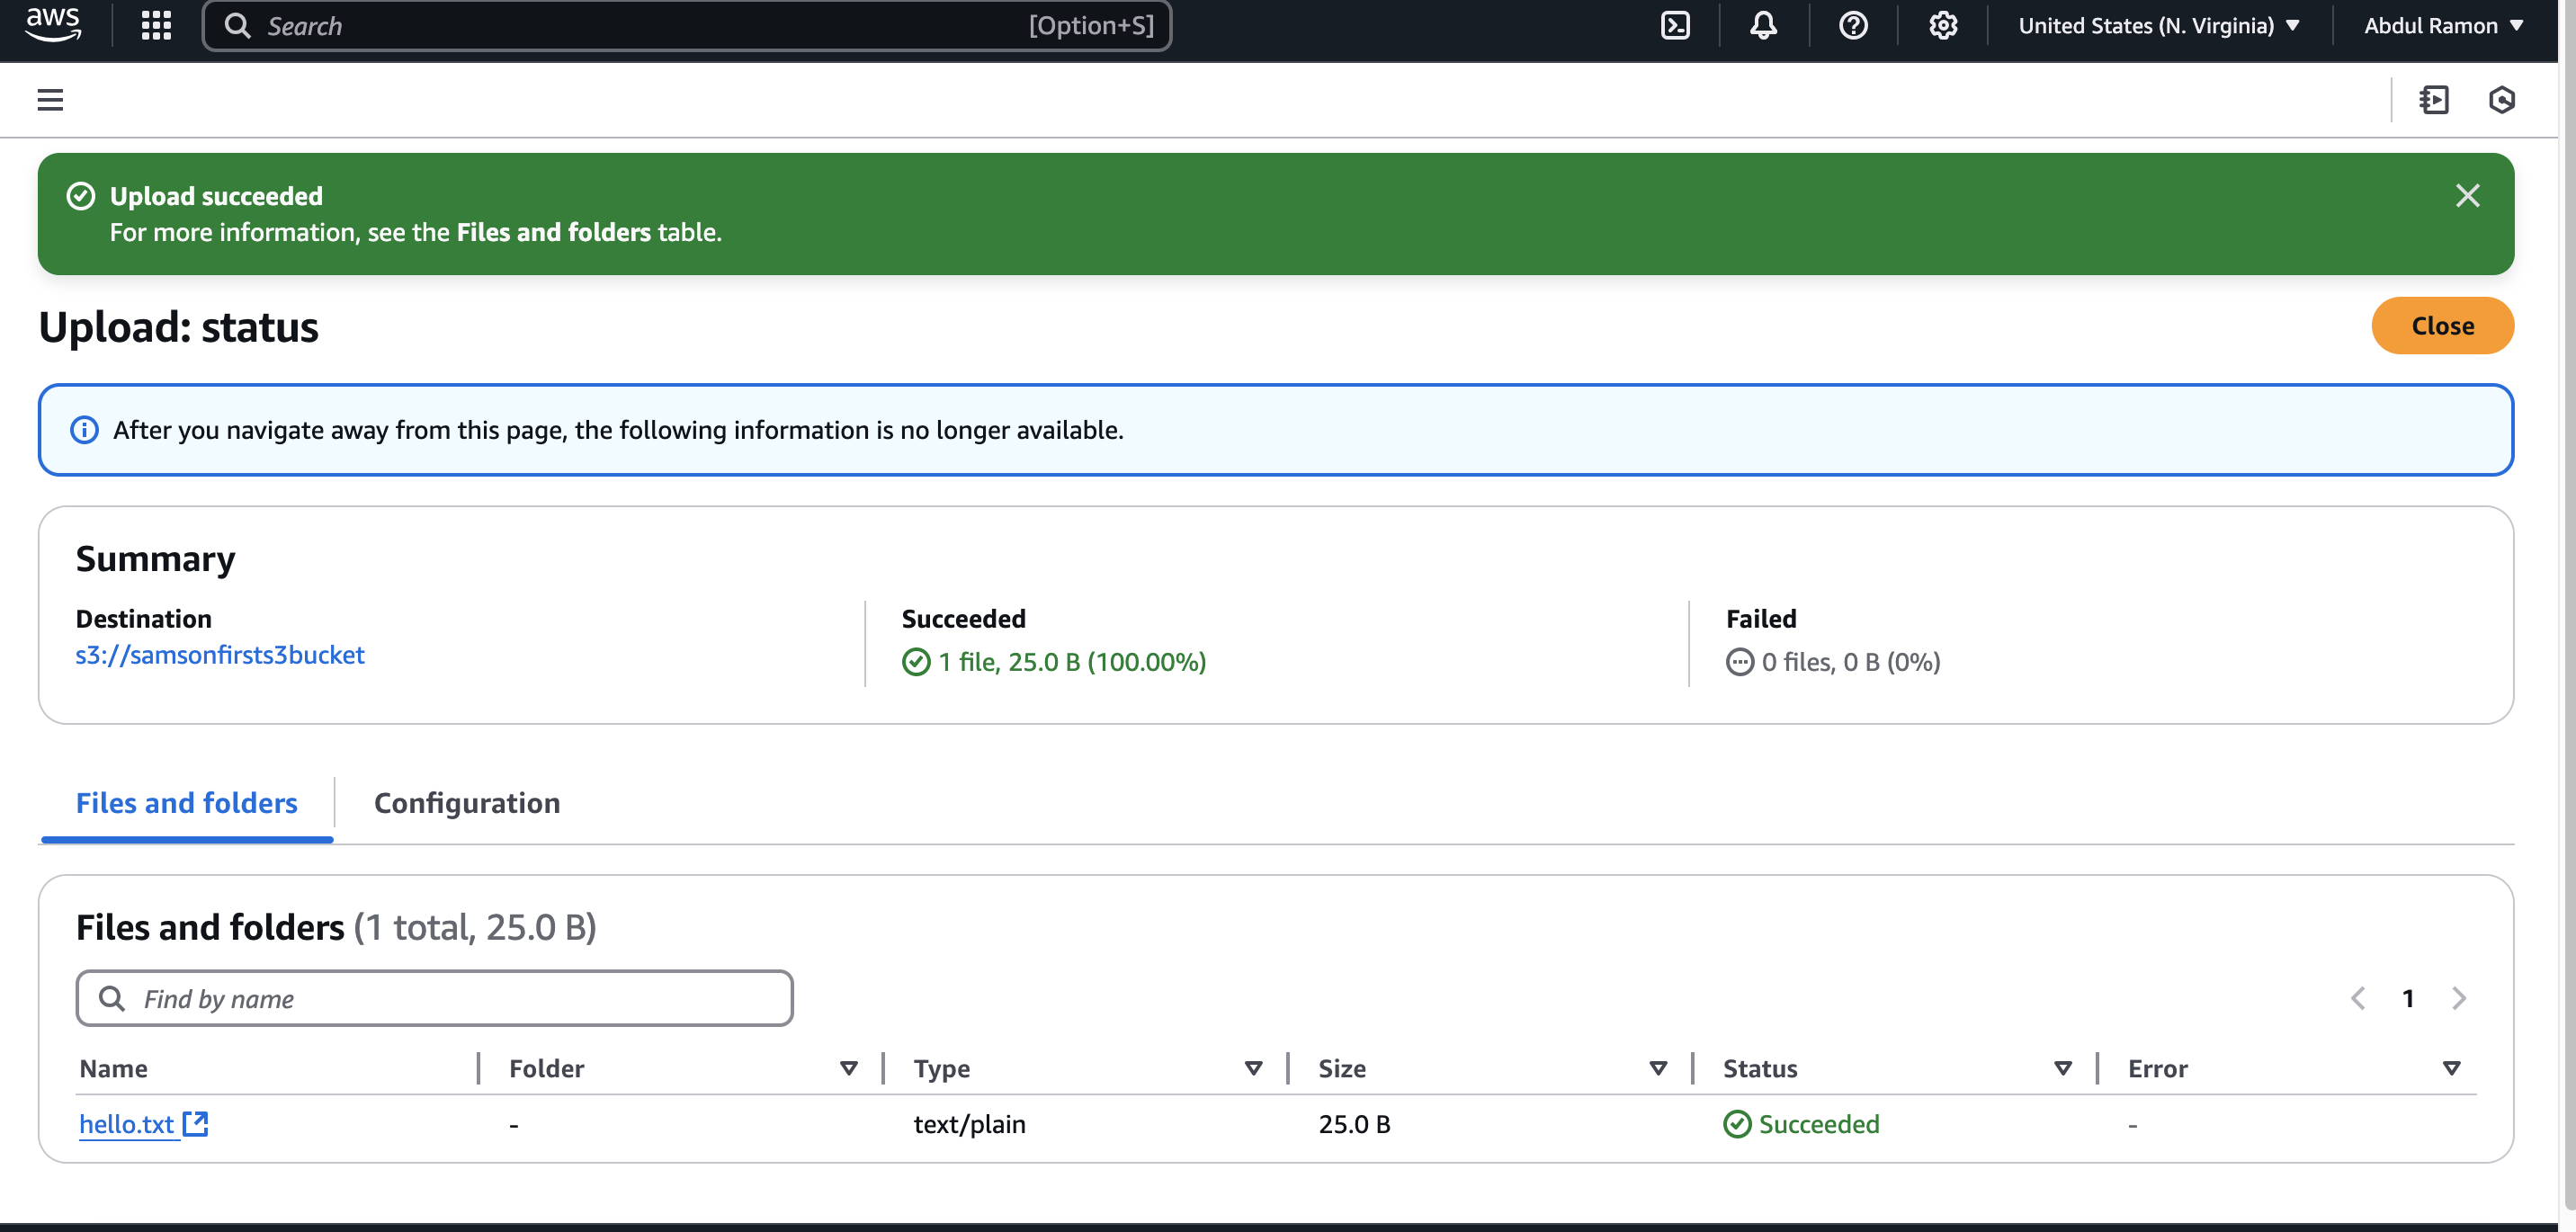 aws
Search [Option+S]
United States (N. Virginia)
Abdul Ramon
Upload succeeded
For more information, see the Files and folders table.
Upload: status
Close
After you navigate away from this page, the following information is no longer available.
Summary
Destination
s3://samsonfirsts3bucket
Succeeded
1 file, 25.0 B (100.00%)
Failed
0 files, 0 B (0%)
Files and folders
Configuration
Files and folders (1 total, 25.0 B)
Find by name
1
Name Folder Type Size Status Error
hello.txt - text/plain 25.0 B Succeeded -